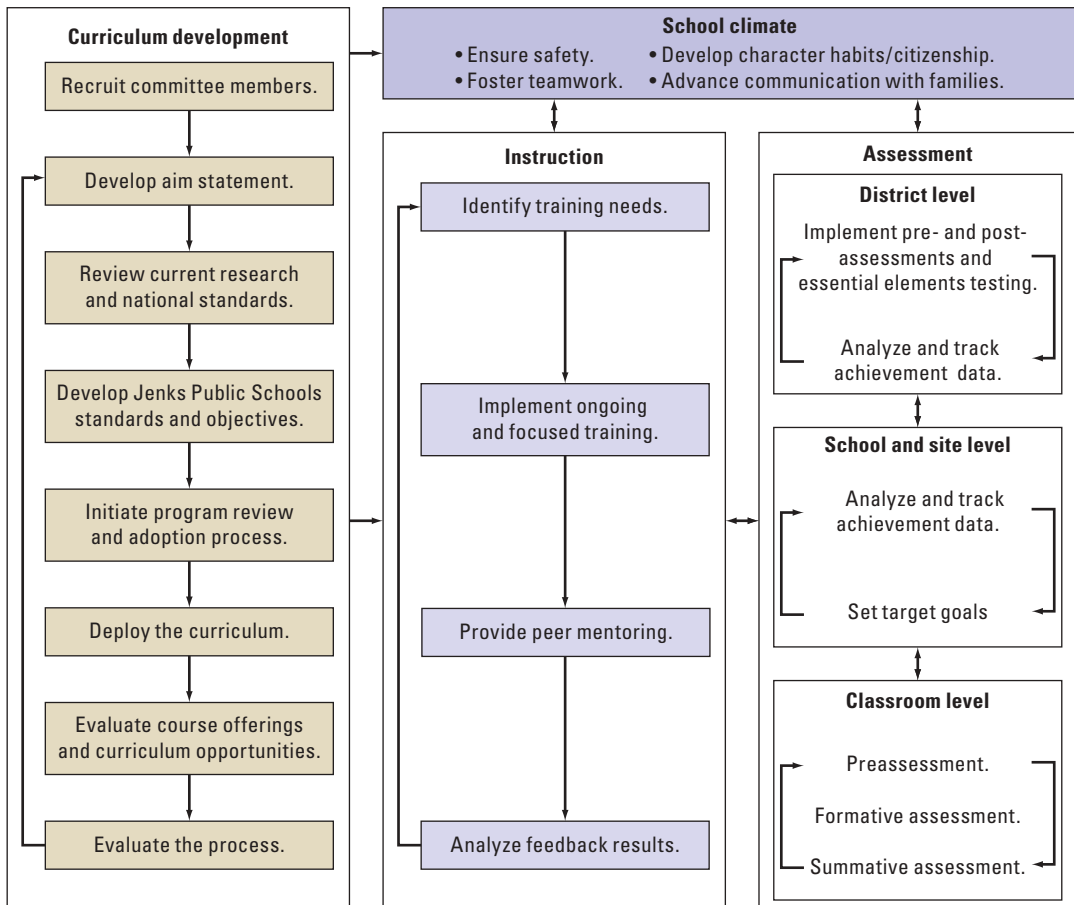 Curriculum development
Recruit committee members.
Develop aim statement.
Review current research
and national standards.
Develop Jenks Public Schools
standards and objectives.
Initiate program review
and adoption process.
Deploy the curriculum.
Evaluate course offerings
and curriculum opportunities.
Evaluate the process.
School climate
• Ensure safety.
• Foster teamwork.
• Develop character habits/citizenship.
• Advance communication with families.
Instruction
Identify training needs.
Implement ongoing
and focused training.
Provide peer mentoring.
Analyze feedback results.
Assessment
District level
Implement pre- and post-
assessments and
essential elements testing.
Analyze and track
achievement data.
School and site level
Analyze and track
achievement data.
Set target goals
Classroom level
Preassessment.
Formative assessment.
Summative assessment.